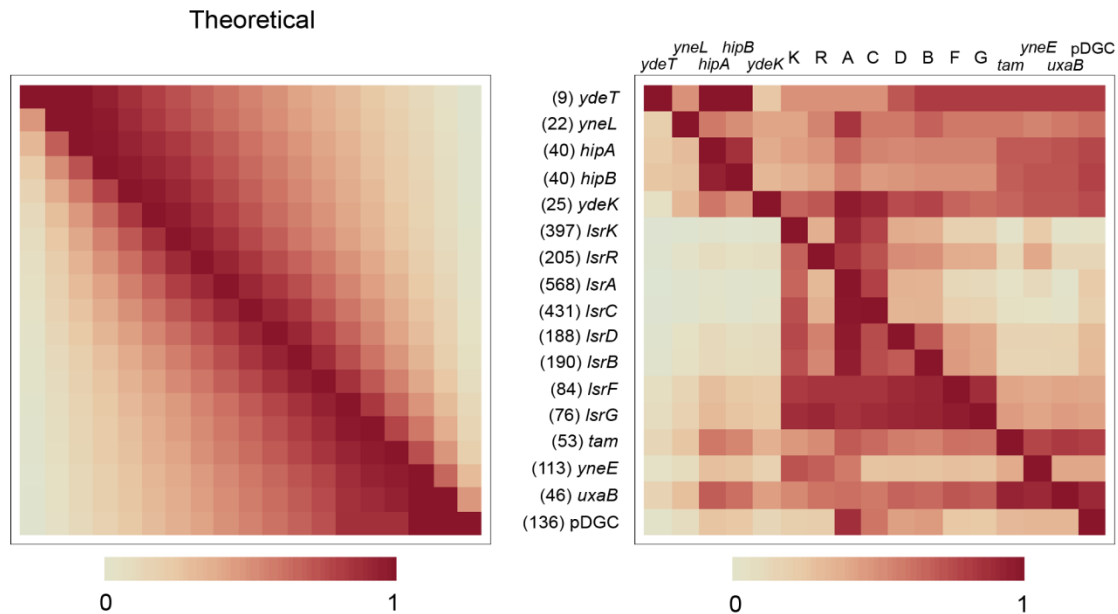 Theoretical
yneL hipB yneE pDGC
ydeT hipA ydeK K R A C D B F G tam uxaB
(9) ydeT
(22) yneL
(40) hipA
(40) hipB
(25) ydeK
(397) lsrK
(205) lsrR
(568) lsrA
(431) lsrC
(188) lsrD
(190) lsrB
(84) lsrF
(76) lsrG
(53) tam
(113) yneE
(46) uxaB
(136) pDGC
0 1
0 1